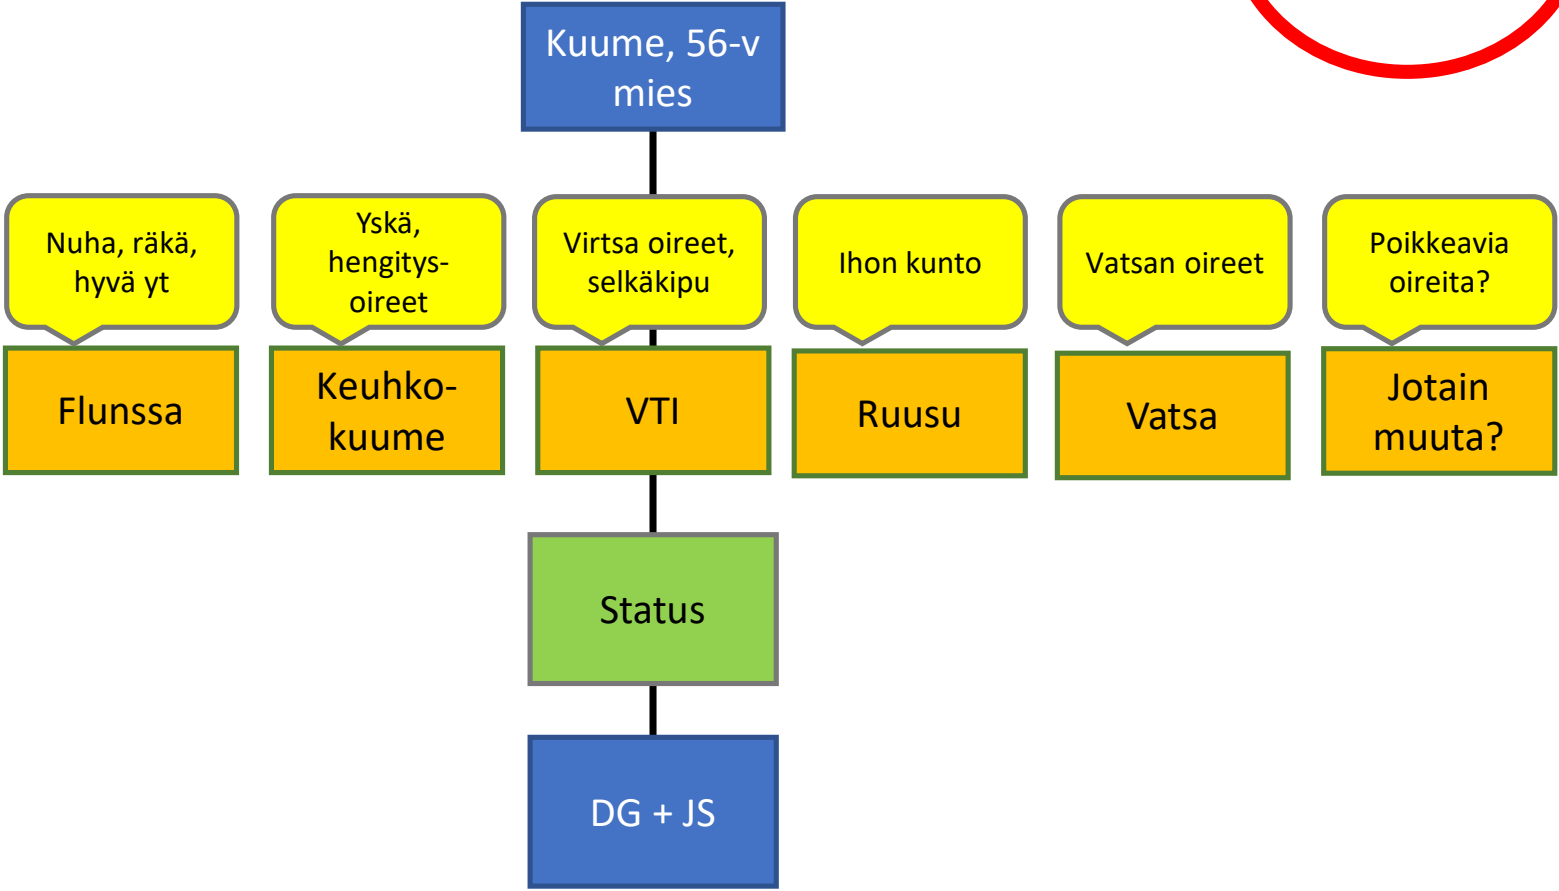 Kuume, 56-v
mies
Nuha, räkä,
hyvä yt
Yskä,
hengitys-
oireet
Virtsa oireet,
selkäkipu
Ihon kunto
Vatsan oireet
Poikkeavia
oireita?
Flunssa
Keuhko-
kuume
VTI
Ruusu
Vatsa
Jotain
muuta?
Status
DG + JS